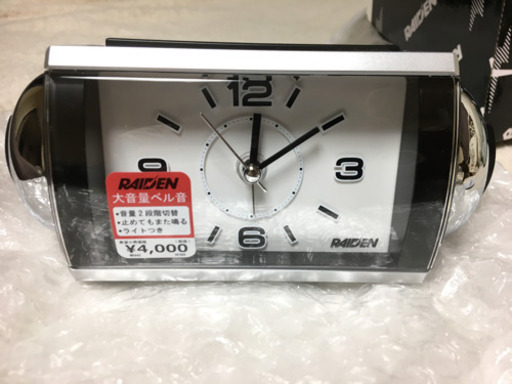 RAIDEN
12
9
3
6
RAIDEN
RAIDEN
大音量ベル音
•音量2段階切替
•止めてもまた鳴る
•ライトつき
¥4,000